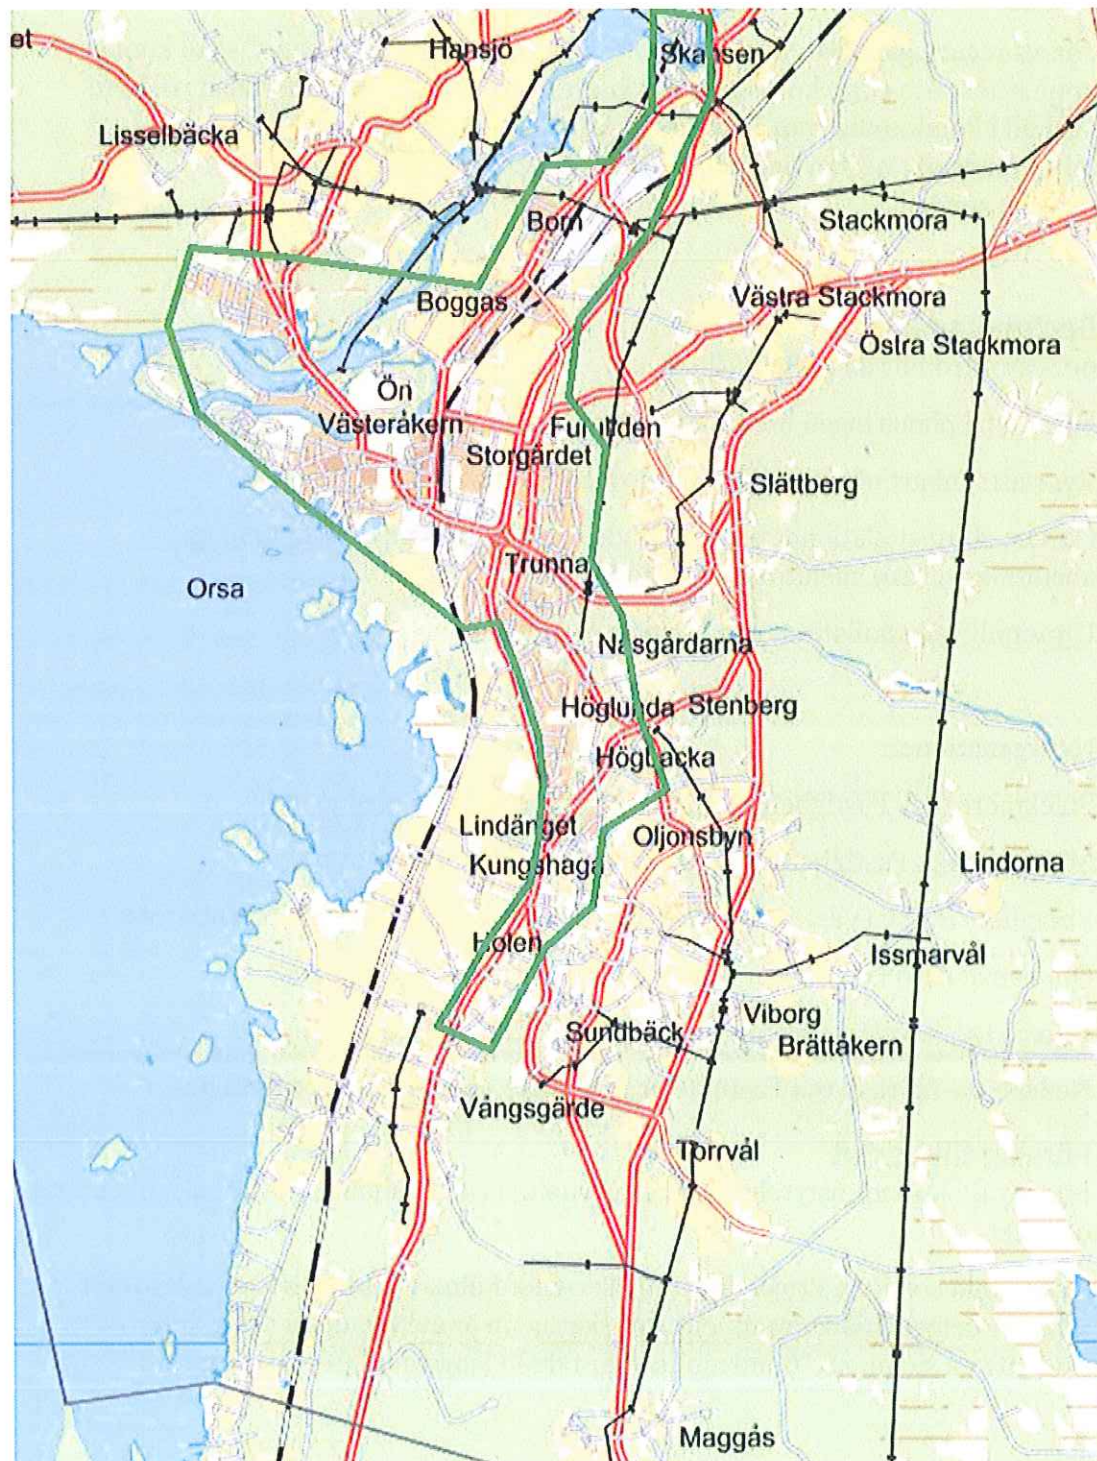 et
Hansjö
Skansen
Lisselbäcka
Born
Stackmora
Boggas
Västra Stackmora
Östra Stackmora
Ön
Västeråkern
Furuliden
Storgärdet
Slättberg
Trunna
Orsa
Näsgårdarna
Höglunda
Stenberg
Högbacka
Lindänget
Oljonsbyn
Kungshaga
Lindorna
Holen
Issmarvål
Viborg
Sundbäck
Brättåkern
Vångsgärde
Torrvål
Maggås